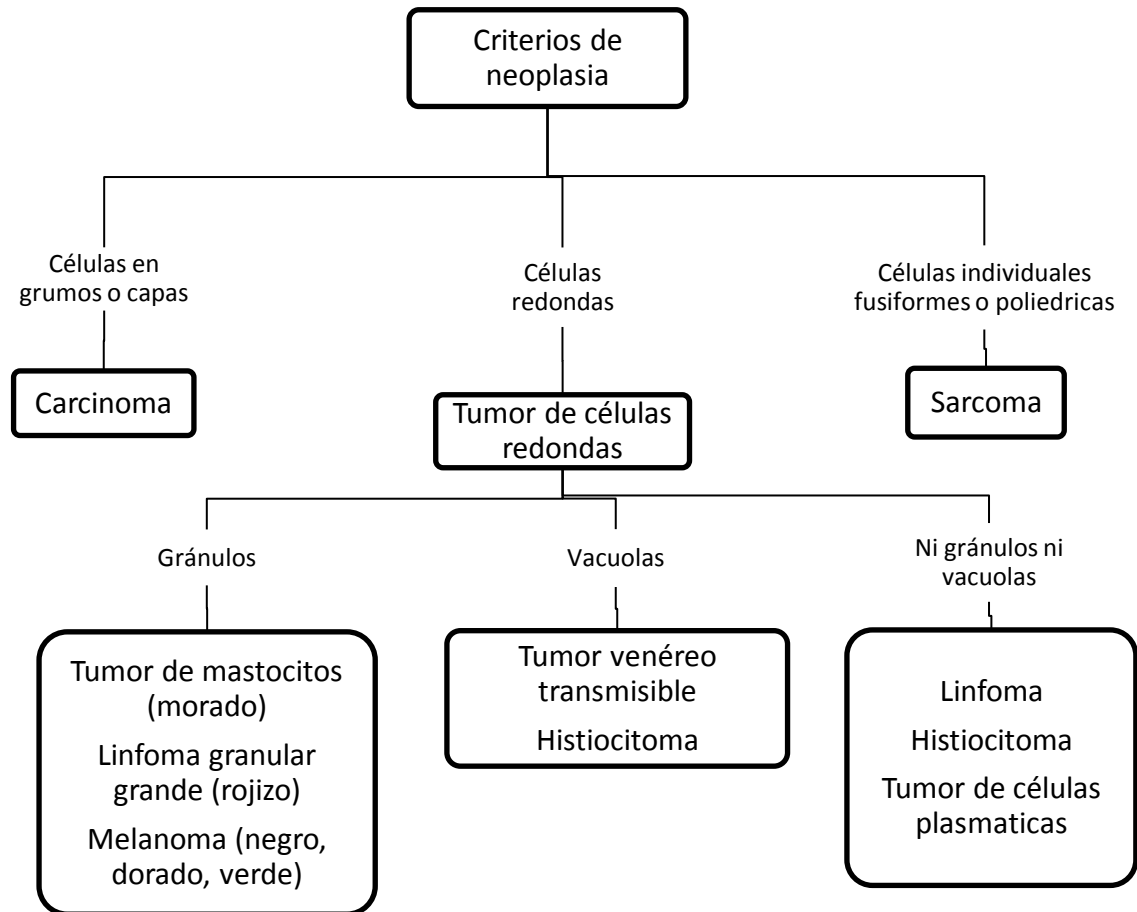 Criterios de
neoplasia
Células en
grumos o capas
Células
redondas
Células individuales
fusiformes o poliedricas
Carcinoma
Tumor de células
redondas
Sarcoma
Gránulos
Vacuolas
Ni gránulos ni
vacuolas
Tumor de mastocitos
(morado)
Linfoma granular
grande (rojizo)
Melanoma (negro,
dorado, verde)
Tumor venéreo
transmisible
Histiocitoma
Linfoma
Histiocitoma
Tumor de células
plasmaticas